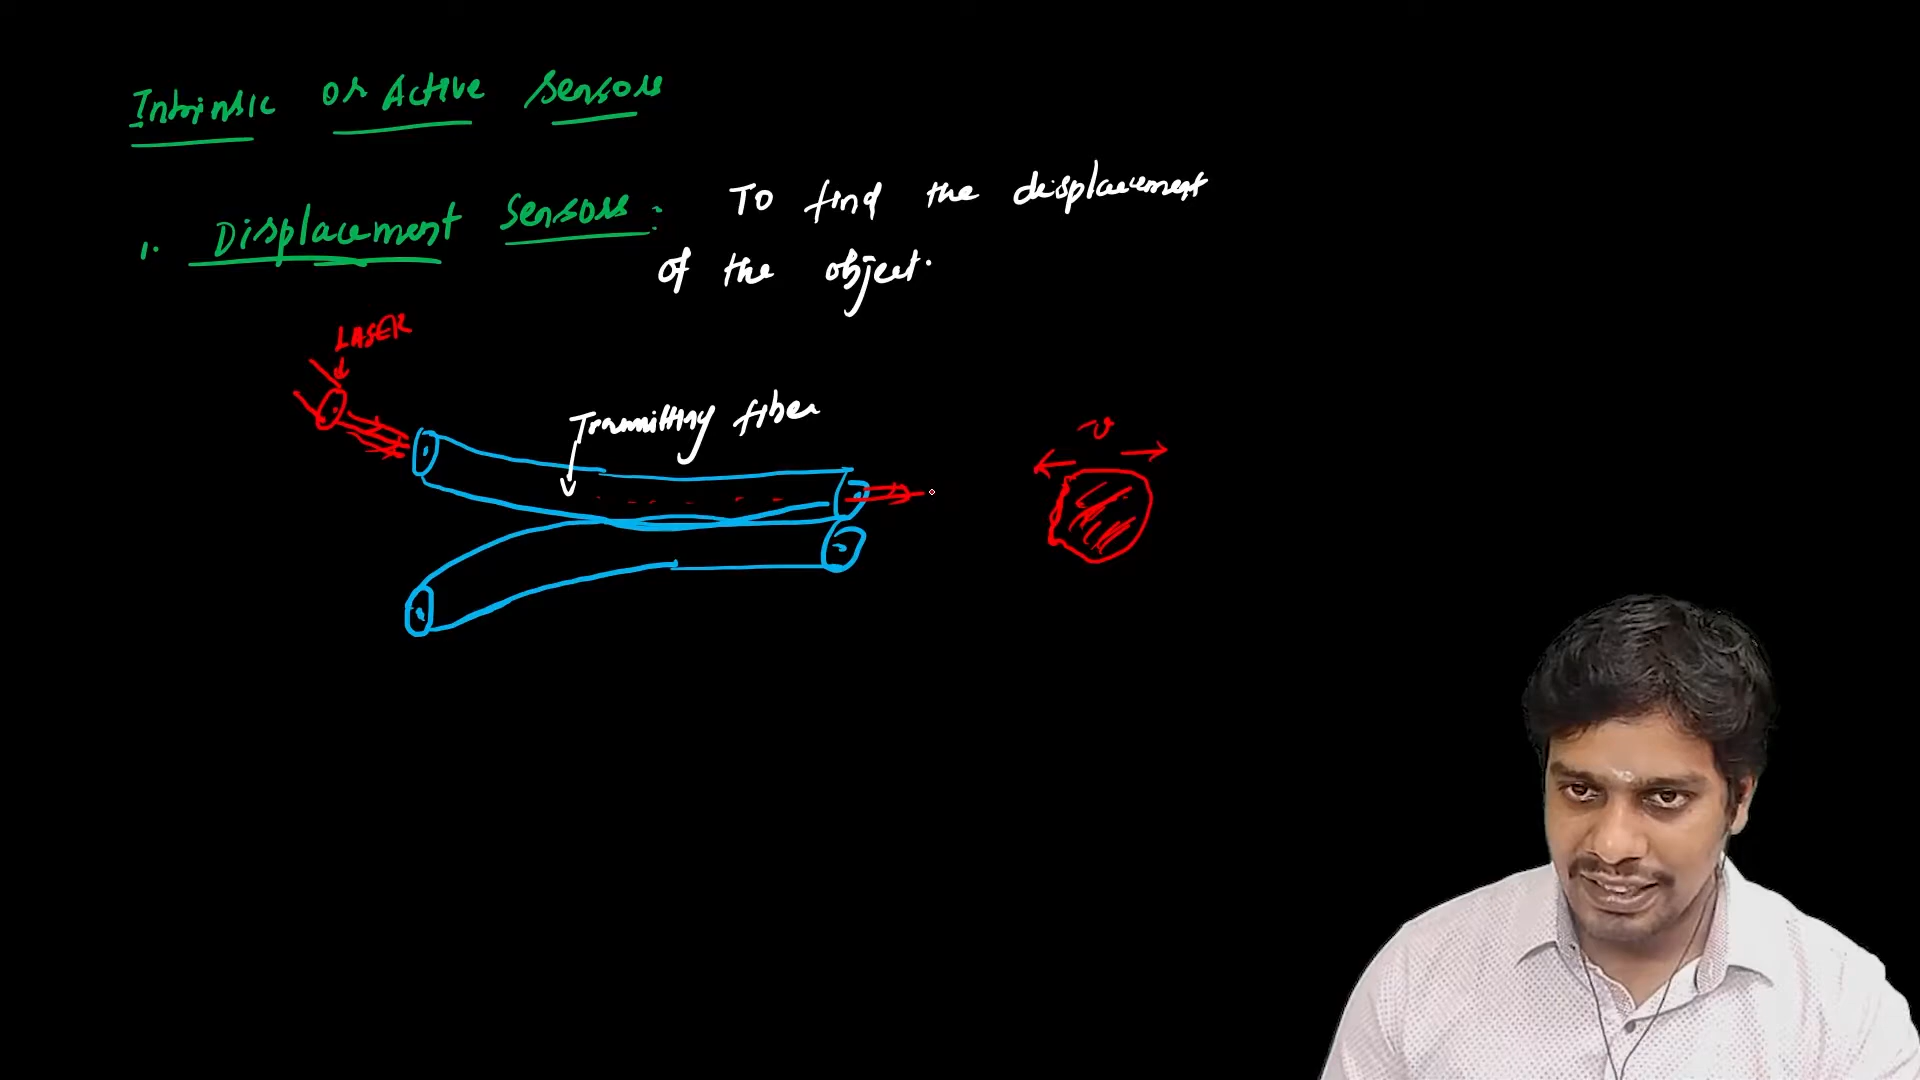 Intrinsic or Active Sensors
1. Displacement Sensors: To find the displacement
of the object.
LASER
Transmitting fiber